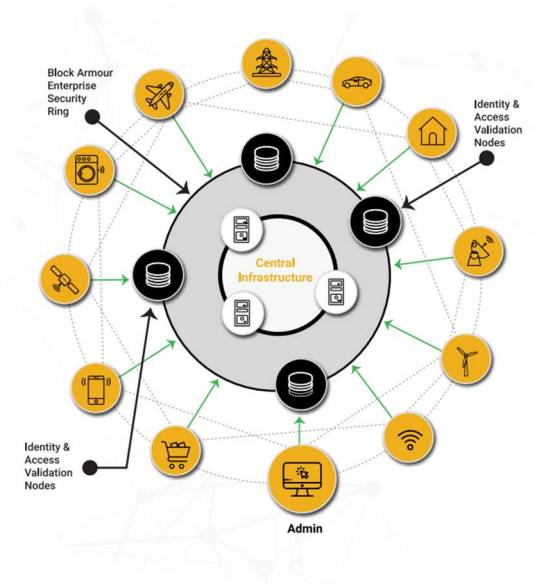 Block Armour
Enterprise
Security
Ring
Identity &
Access
Validation
Nodes
Central
Infrastructure
Identity &
Access
Validation
Nodes
Admin